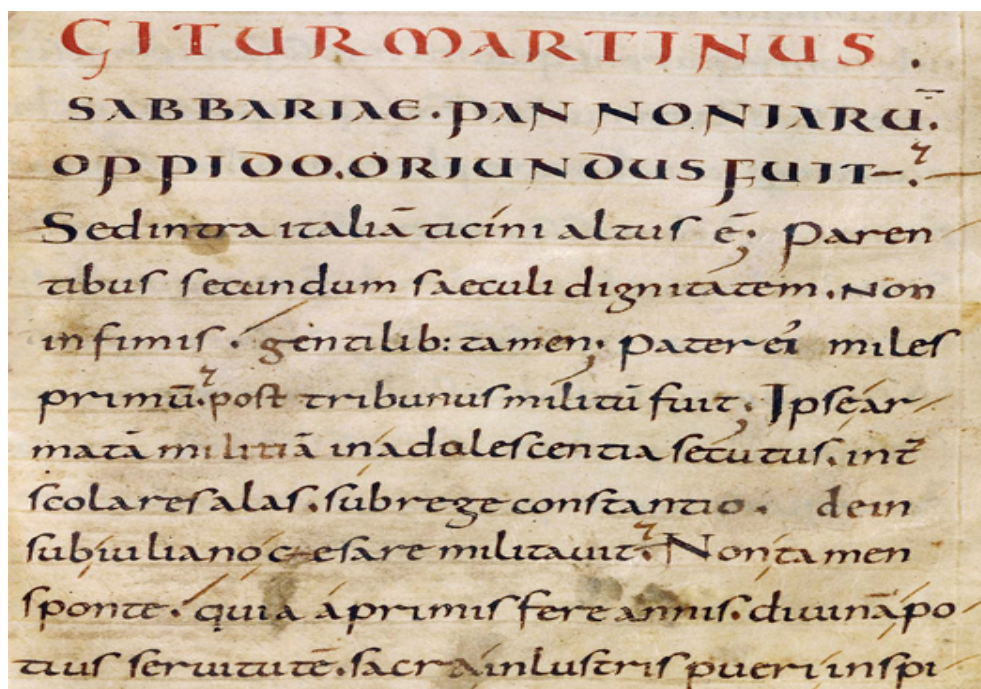 GITUR MARTINUS.
SABBARIAE. PANNONIARU̅.
OPPIDO. ORIUNDUS FUIT.
Sed intra italiā ticini altus ē; Paren
tibus secundum saeculi dignitatem. Non
infimis. gentilib: tamen; Pater ei miles
primū. post tribunus militū fuit; Ipse ar
matā militiā in adolescentia secutus. int̄
scolares alas. sub rege constantio. dein
sub iuliano cesare militauit. Non tamen
sponte. quia a primis fere annis. diuinā po
tius seruitutē. sacra inlustris pueri inspi